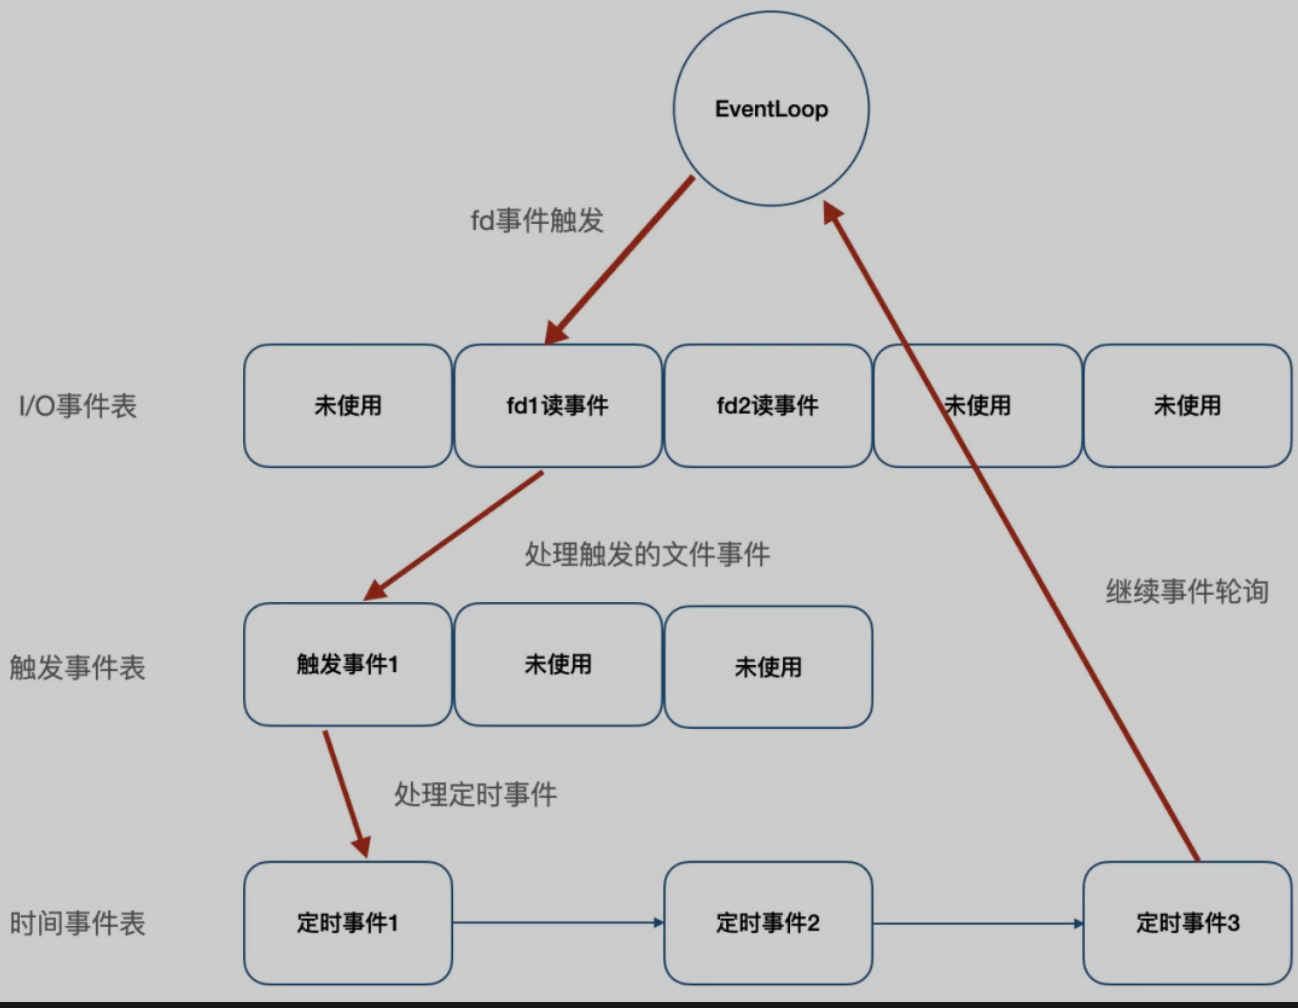 EventLoop
fd事件触发
I/O事件表
未使用
fd1读事件
fd2读事件
未使用
未使用
处理触发的文件事件
继续事件轮询
触发事件表
触发事件1
未使用
未使用
处理定时事件
时间事件表
定时事件1
定时事件2
定时事件3